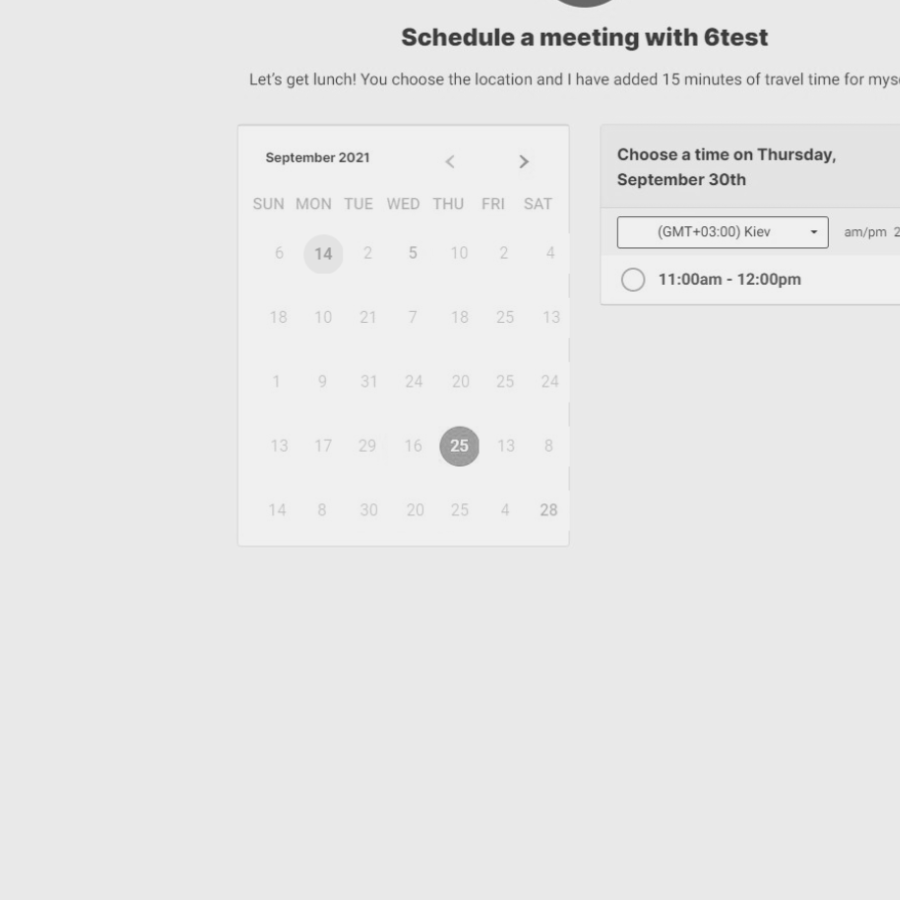 Schedule a meeting with 6test
Let's get lunch! You choose the location and I have added 15 minutes of travel time for
September 2021
SUN MON TUE WED THU FRI SAT
6 14 2 5 10 2 4
18 10 21 7 18 25 13
1 9 31 24 20 25 24
13 17 29 16 25 13 8
14 8 30 20 25 4 28
Choose a time on Thursday,
September 30th
(GMT+03:00) Kiev
am/pm
11:00am - 12:00pm